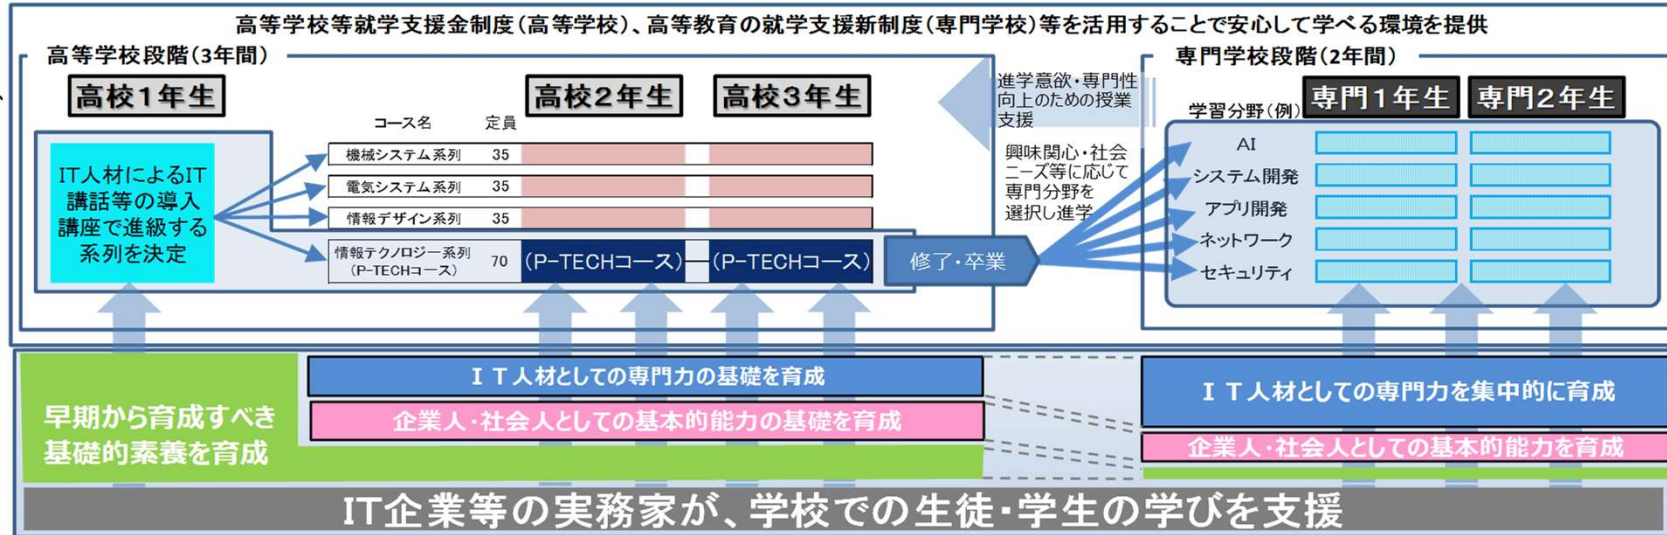 高等学校等就学支援金制度(高等学校)、高等教育の就学支援新制度(専門学校)等を活用することで安心して学べる環境を提供
高等学校段階(3年間)
専門学校段階(2年間)
高校1年生
高校2年生
高校3年生
進学意欲・専門性
向上のための授業
支援
学習分野(例)
専門1年生
専門2年生
コース名
定員
IT人材によるIT
講話等の導入
講座で進級する
系列を決定
機械システム系列
35
電気システム系列
35
情報デザイン系列
35
情報テクノロジー系列
(P-TECHコース)
70
(P-TECHコース)
(P-TECHコース)
修了・卒業
興味関心・社会
ニーズ等に応じて
専門分野を
選択し進学
AI
システム開発
アプリ開発
ネットワーク
セキュリティ
早期から育成すべき
基礎的素養を育成
IT人材としての専門力の基礎を育成
企業人・社会人としての基本的能力の基礎を育成
IT人材としての専門力を集中的に育成
企業人・社会人としての基本的能力を育成
IT企業等の実務家が、学校での生徒・学生の学びを支援